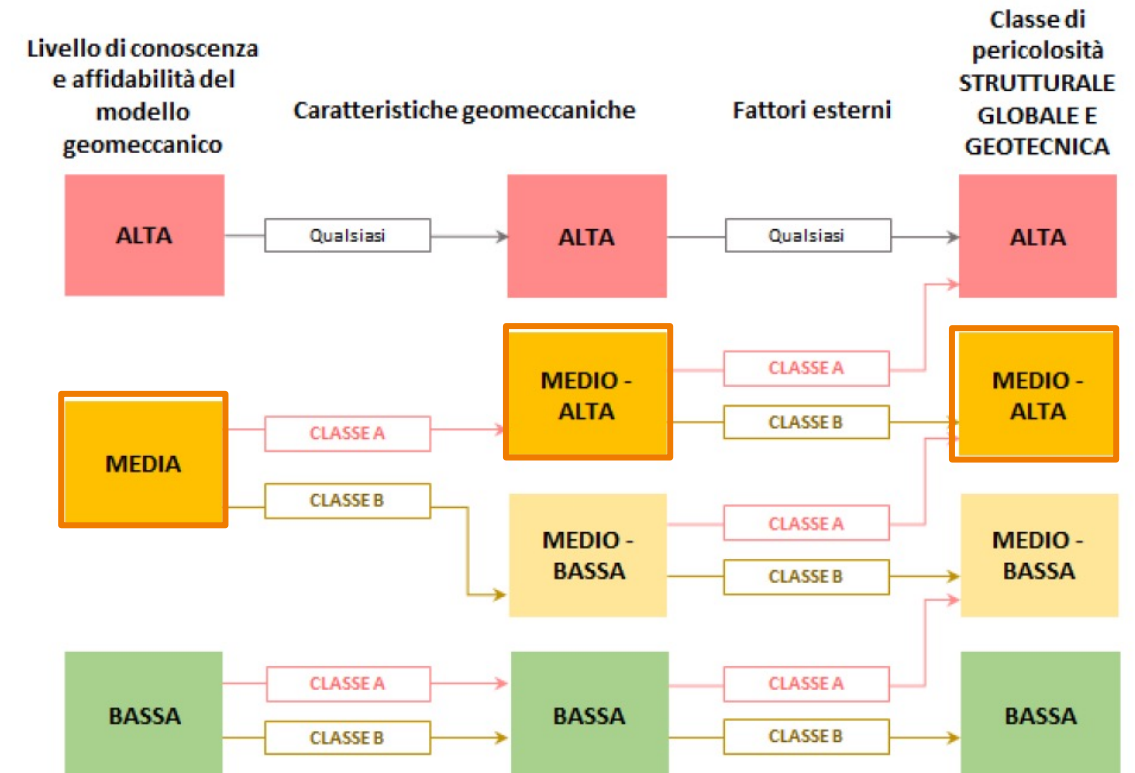 Livello di conoscenza
e affidabilità del
modello
geomeccanico
Caratteristiche geomeccaniche
Fattori esterni
Classe di
pericolosità
STRUTTURALE
GLOBALE E
GEOTECNICA
ALTA
Qualsiasi
ALTA
Qualsiasi
ALTA
MEDIA
CLASSE A
CLASSE B
MEDIO -
ALTA
CLASSE A
CLASSE B
MEDIO -
ALTA
MEDIO -
BASSA
CLASSE A
CLASSE B
MEDIO -
BASSA
BASSA
CLASSE A
CLASSE B
BASSA
CLASSE A
CLASSE B
BASSA